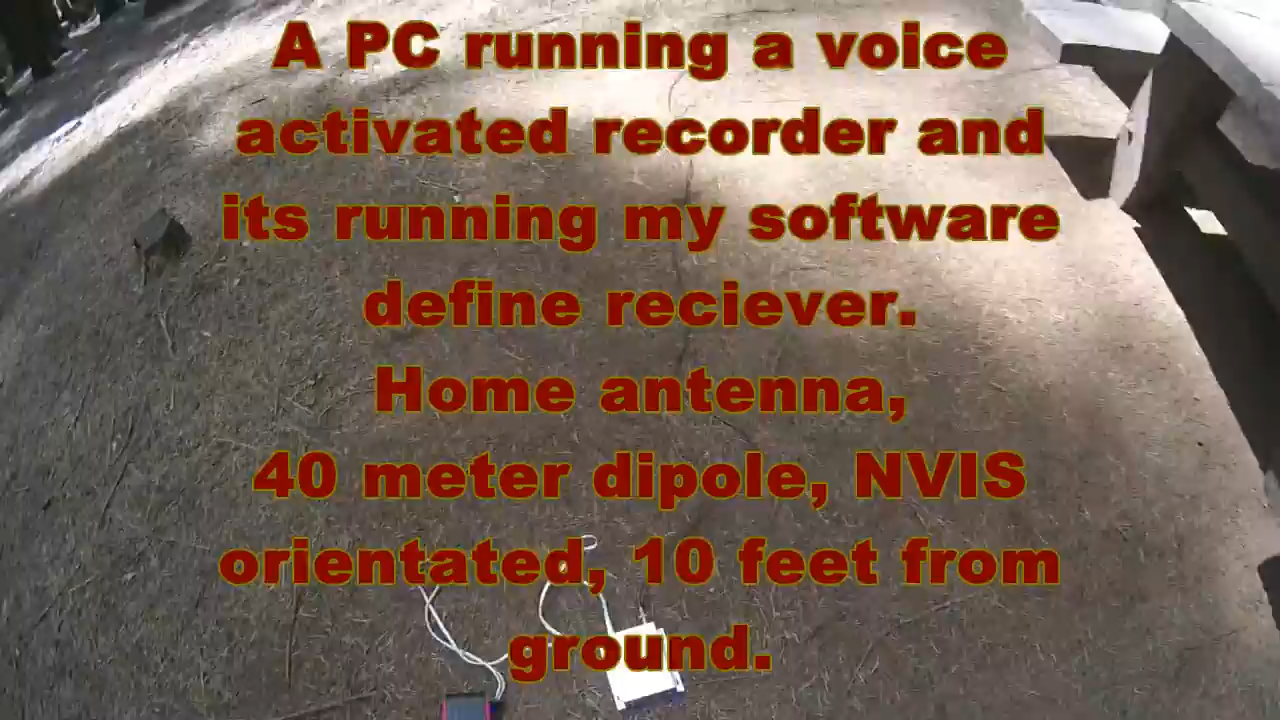 A PC running a voice
activated recorder and
its running my software
define reciever.
Home antenna,
40 meter dipole, NVIS
orientated, 10 feet from
ground.